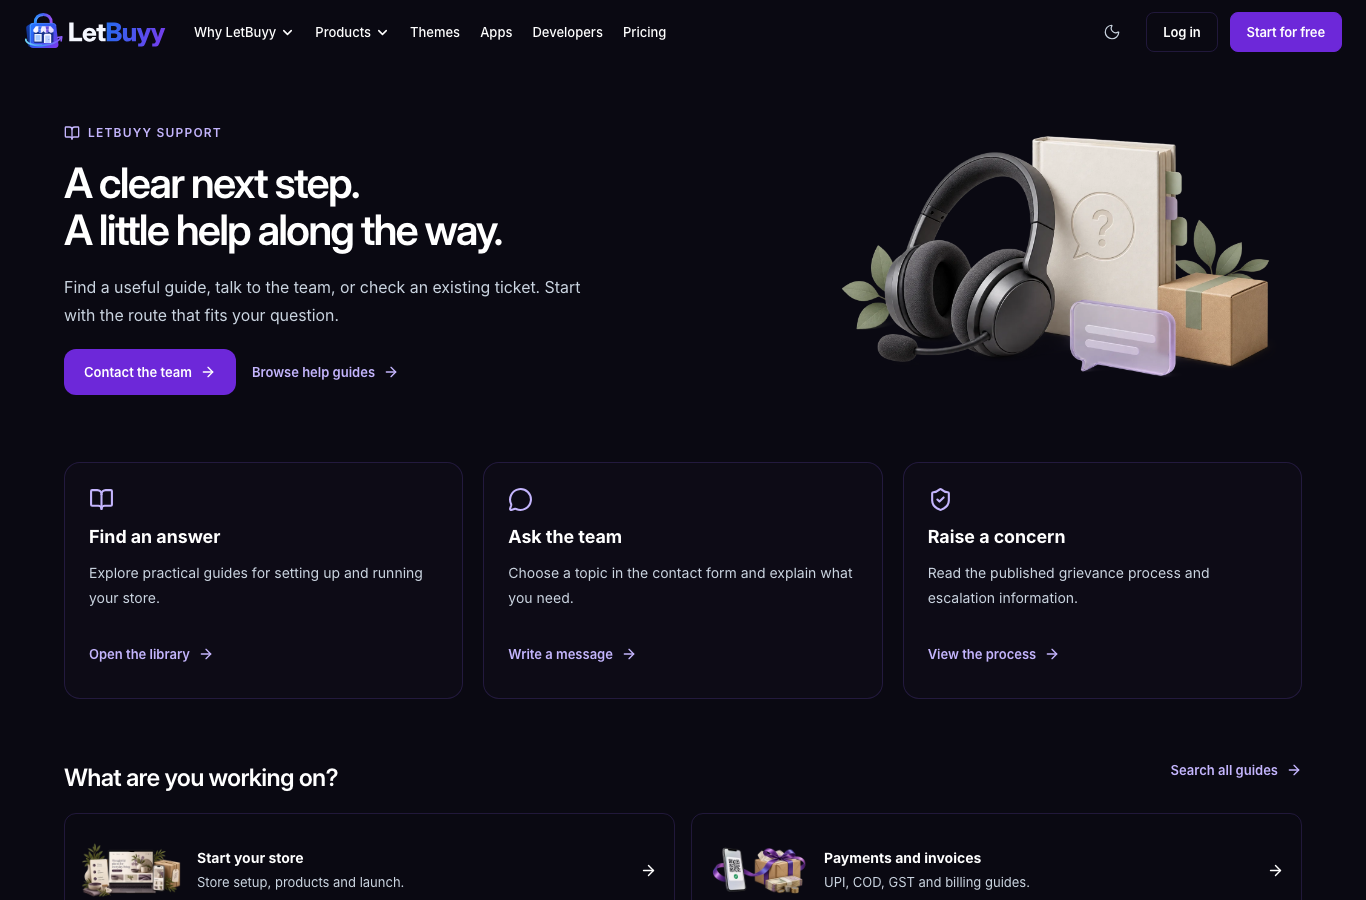 LetBuyy
Why LetBuyy
Products
Themes
Apps
Developers
Pricing
Log in
Start for free
LETBUYY SUPPORT
A clear next step.
A little help along the way.
Find a useful guide, talk to the team, or check an existing ticket. Start
with the route that fits your question.
Contact the team
Browse help guides
?
Find an answer
Explore practical guides for setting up and running
your store.
Open the library
Ask the team
Choose a topic in the contact form and explain what
you need.
Write a message
Raise a concern
Read the published grievance process and
escalation information.
View the process
What are you working on?
Search all guides
Start your store
Store setup, products and launch.
Payments and invoices
UPI, COD, GST and billing guides.